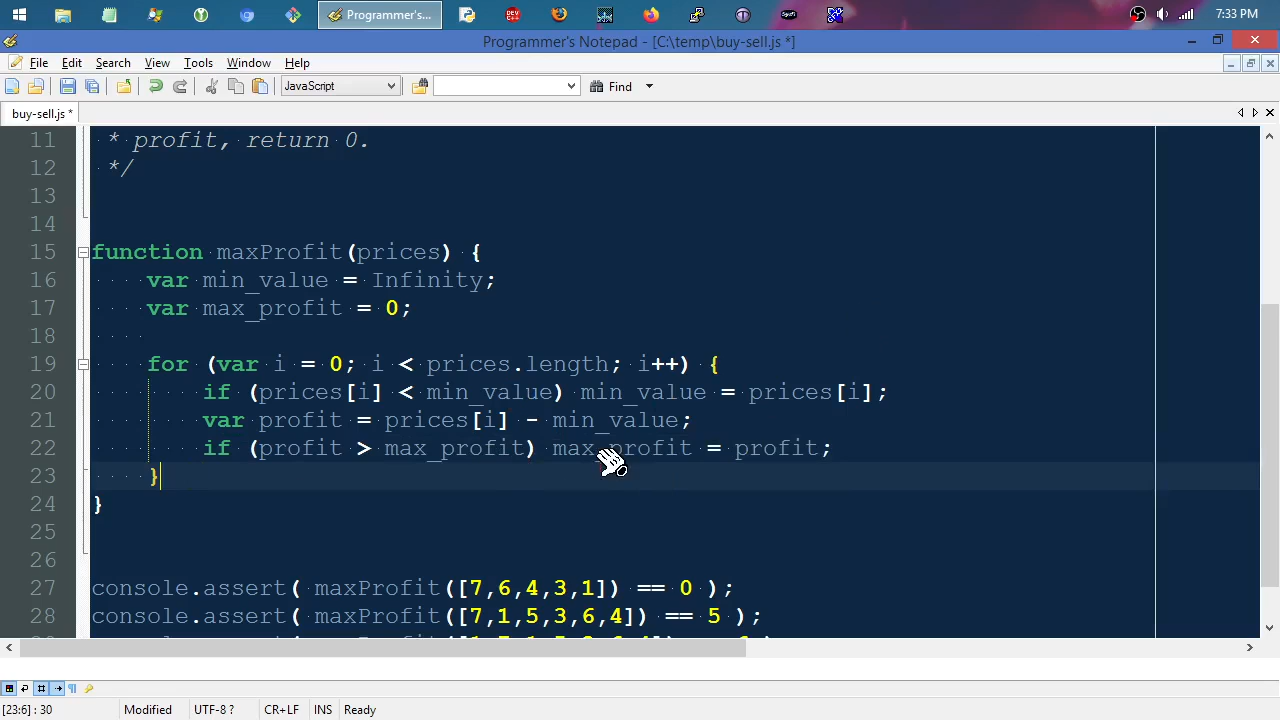 Programmer's...
7:33 PM
Programmer's Notepad - [C:\temp\buy-sell.js *]
File Edit Search View Tools Window Help
JavaScript Find
buy-sell.js *
11 * profit, return 0.
12 */
13
14
15 function maxProfit(prices) {
16 var min_value = Infinity;
17 var max_profit = 0;
18
19 for (var i = 0; i < prices.length; i++) {
20 if (prices[i] < min_value) min_value = prices[i];
21 var profit = prices[i] - min_value;
22 if (profit > max_profit) max_profit = profit;
23 }
24 }
25
26
27 console.assert( maxProfit([7,6,4,3,1]) == 0 );
28 console.assert( maxProfit([7,1,5,3,6,4]) == 5 );
[23:6] : 30 Modified UTF-8 ? CR+LF INS Ready